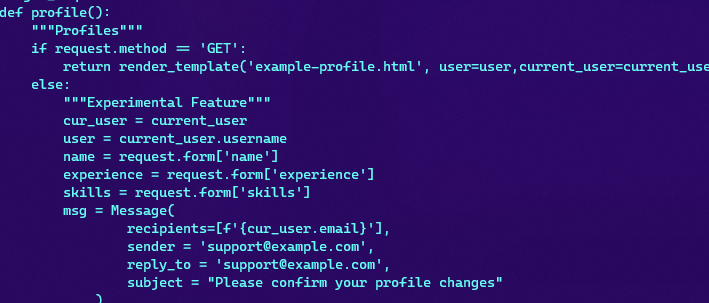 def profile():
    """Profiles"""
    if request.method == 'GET':
        return render_template('example-profile.html', user=user,current_user=current_use
    else:
        """Experimental Feature"""
        cur_user = current_user
        user = current_user.username
        name = request.form['name']
        experience = request.form['experience']
        skills = request.form['skills']
        msg = Message(
                recipients=[f'{cur_user.email}'],
                sender = 'support@example.com',
                reply_to = 'support@example.com',
                subject = "Please confirm your profile changes"
            )